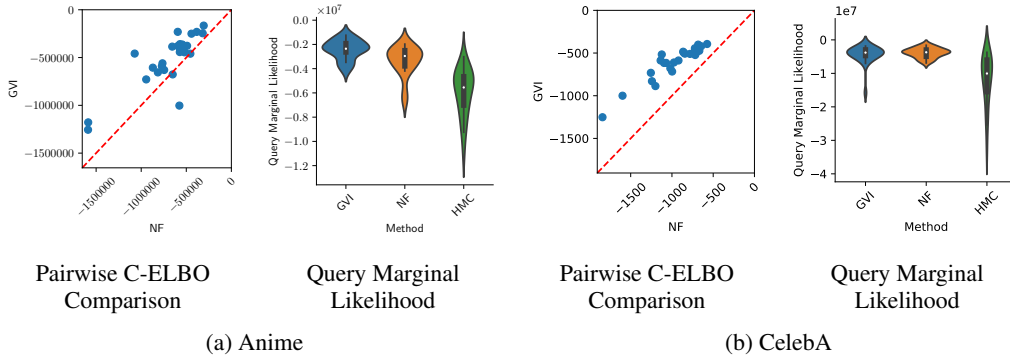 ×10⁷
1e7
0
−500000
−1000000
−1500000
GVI
−1500000
−1000000
−500000
0
NF
0.0
−0.2
−0.4
−0.6
−0.8
−1.0
−1.2
Query Marginal Likelihood
GVI
NF
HMC
Method
0
−500
−1000
−1500
GVI
−1500
−1000
−500
0
NF
0
−1
−2
−3
−4
Query Marginal Likelihood
GVI
NF
HMC
Method
Pairwise C-ELBO
Comparison
Query Marginal
Likelihood
Pairwise C-ELBO
Comparison
Query Marginal
Likelihood
(a) Anime
(b) CelebA